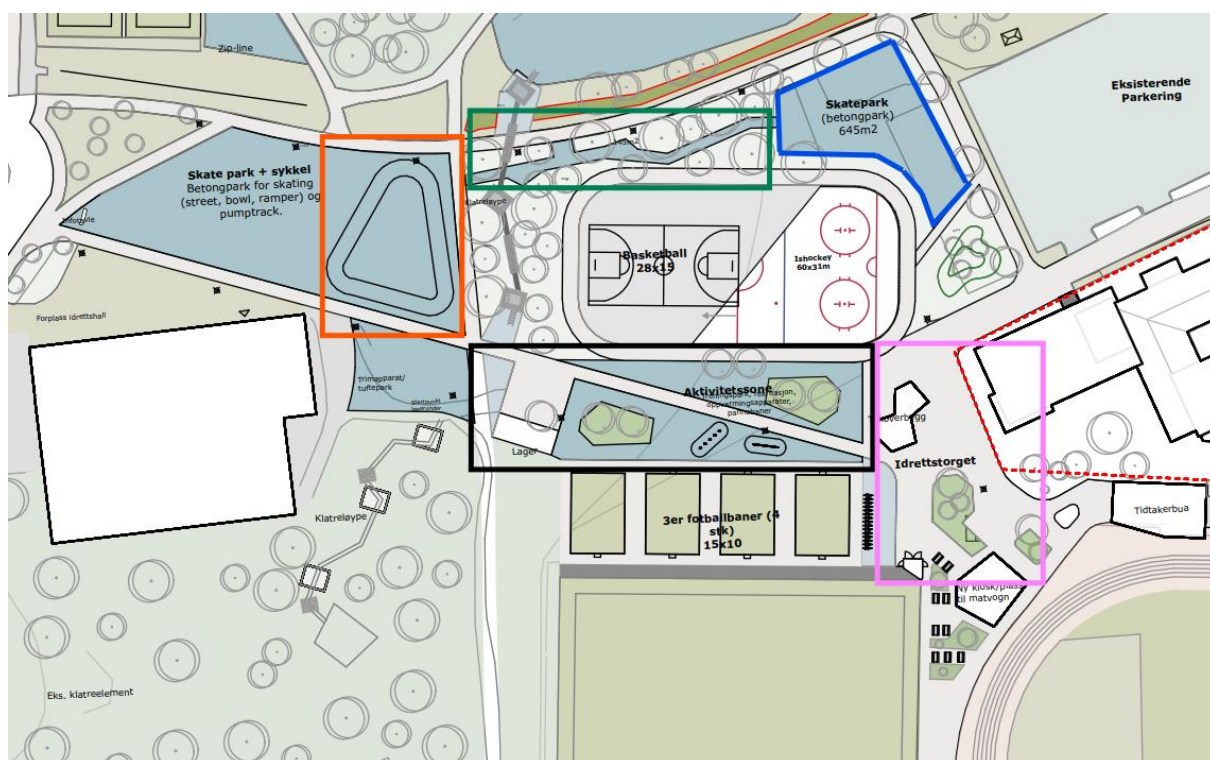 Zip-line
Eksisterende
Parkering
Skatepark
(betongpark)
645m2
Skate park + sykkel
Betongpark for skating
(street, bowl, ramper) og
pumptrack.
Klatreløype
Basketball
28x15
Ishockey
60x31m
Forplass idrettshall
Trimapparat/
tuftepark
Aktivitetssone
Lager
Idrettstorget
3er fotballbaner (4
stk)
15x10
Tidtakerbua
Klatreløype
Ny kiosk/plass
til matvogn
Eks. klatreelement